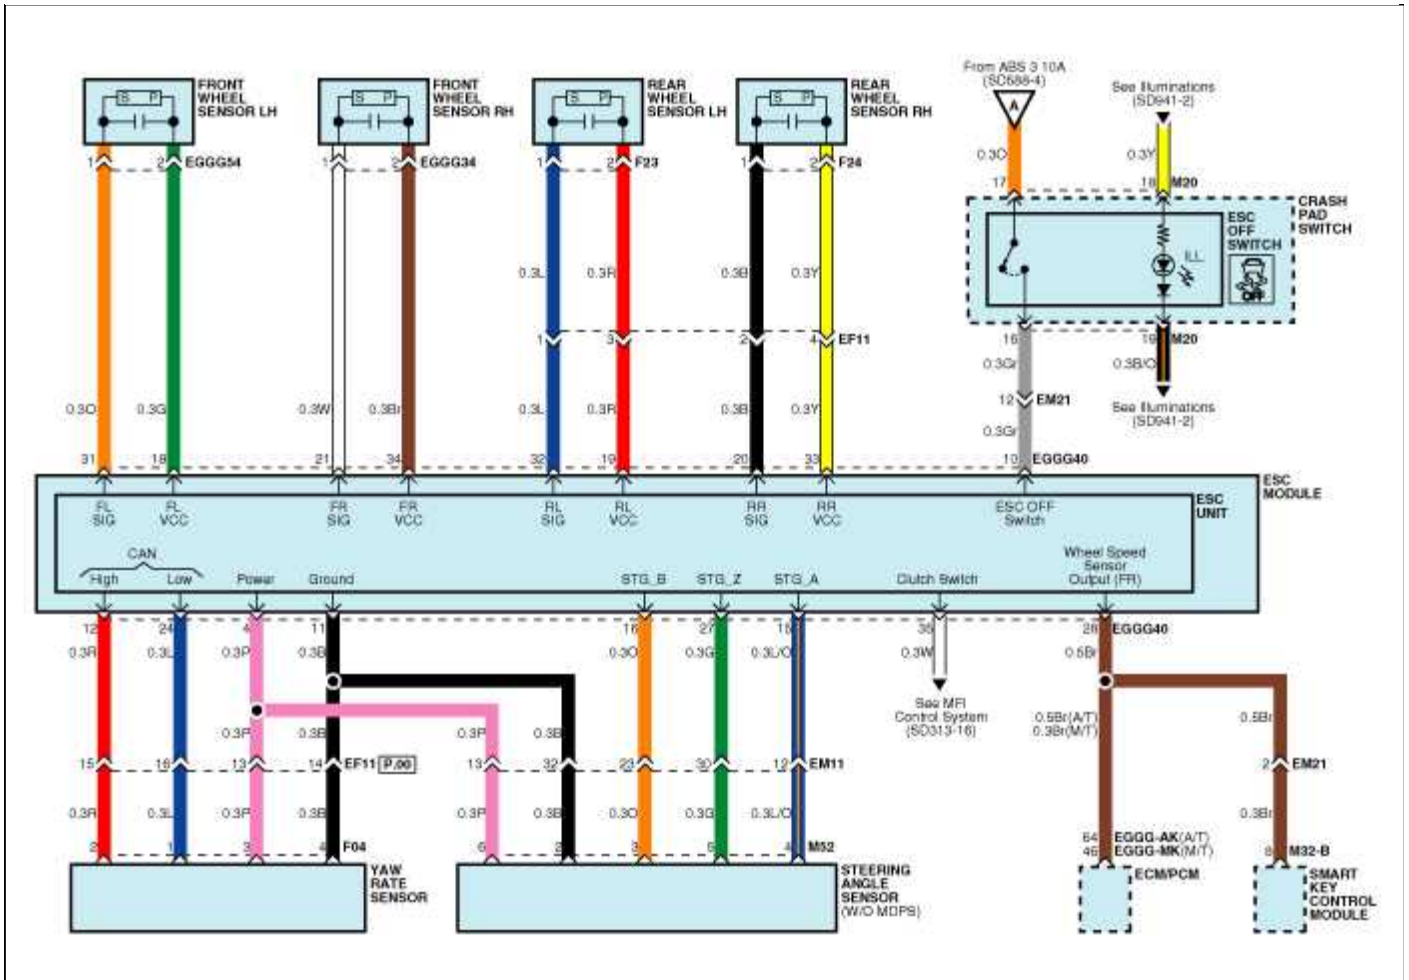 FRONT
WHEEL
SENSOR LH
FRONT
WHEEL
SENSOR RH
REAR
WHEEL
SENSOR LH
REAR
WHEEL
SENSOR RH
From ABS 3 10A
(SD588-4)
A
See Illuminations
(SD941-2)
S P
S P
S P
S P
1 2 EGGG54
1 2 EGGG34
1 2 F23
1 2 F24
0.3O 0.3Y
17 18 M20
CRASH
PAD
SWITCH
ESC
OFF
SWITCH
ILL.
OFF
0.3L 0.3R 0.3B 0.3Y
1 3 2 4 EF11
16 19 M20
0.3Gr 0.3B/O
12 EM21
See Illuminations
(SD941-2)
0.3O 0.3G 0.3W 0.3Br 0.3L 0.3R 0.3B 0.3Y
0.3Gr
31 18 21 34 32 19 20 33 10 EGGG40
ESC
MODULE
ESC
UNIT
FL
SIG
FL
VCC
FR
SIG
FR
VCC
RL
SIG
RL
VCC
RR
SIG
RR
VCC
ESC OFF
Switch
CAN
High Low Power Ground STG_B STG_Z STG_A Clutch Switch
Wheel Speed
Sensor
Output (FR)
12 24 4 11 16 27 15 35 28 EGGG40
0.3R 0.3L 0.3P 0.3B 0.3O 0.3G 0.3L/O 0.3W 0.5Br
See MFI
Control System
(SD313-16)
0.5Br(A/T)
0.3Br(M/T)
0.5Br
0.3P 0.3B 0.3P 0.3B
15 16 13 14 EF11 P.00
13 32 23 30 12 EM11
2 EM21
0.3R 0.3L 0.3P 0.3B 0.3P 0.3B 0.3O 0.3G 0.3L/O 0.3Br
2 1 3 4 F04
6 2 3 5 4 M52
64 EGGG-AK(A/T)
46 EGGG-MK(M/T)
8 M32-B
YAW
RATE
SENSOR
STEERING
ANGLE
SENSOR
(W/O MDPS)
ECM/PCM
SMART
KEY
CONTROL
MODULE